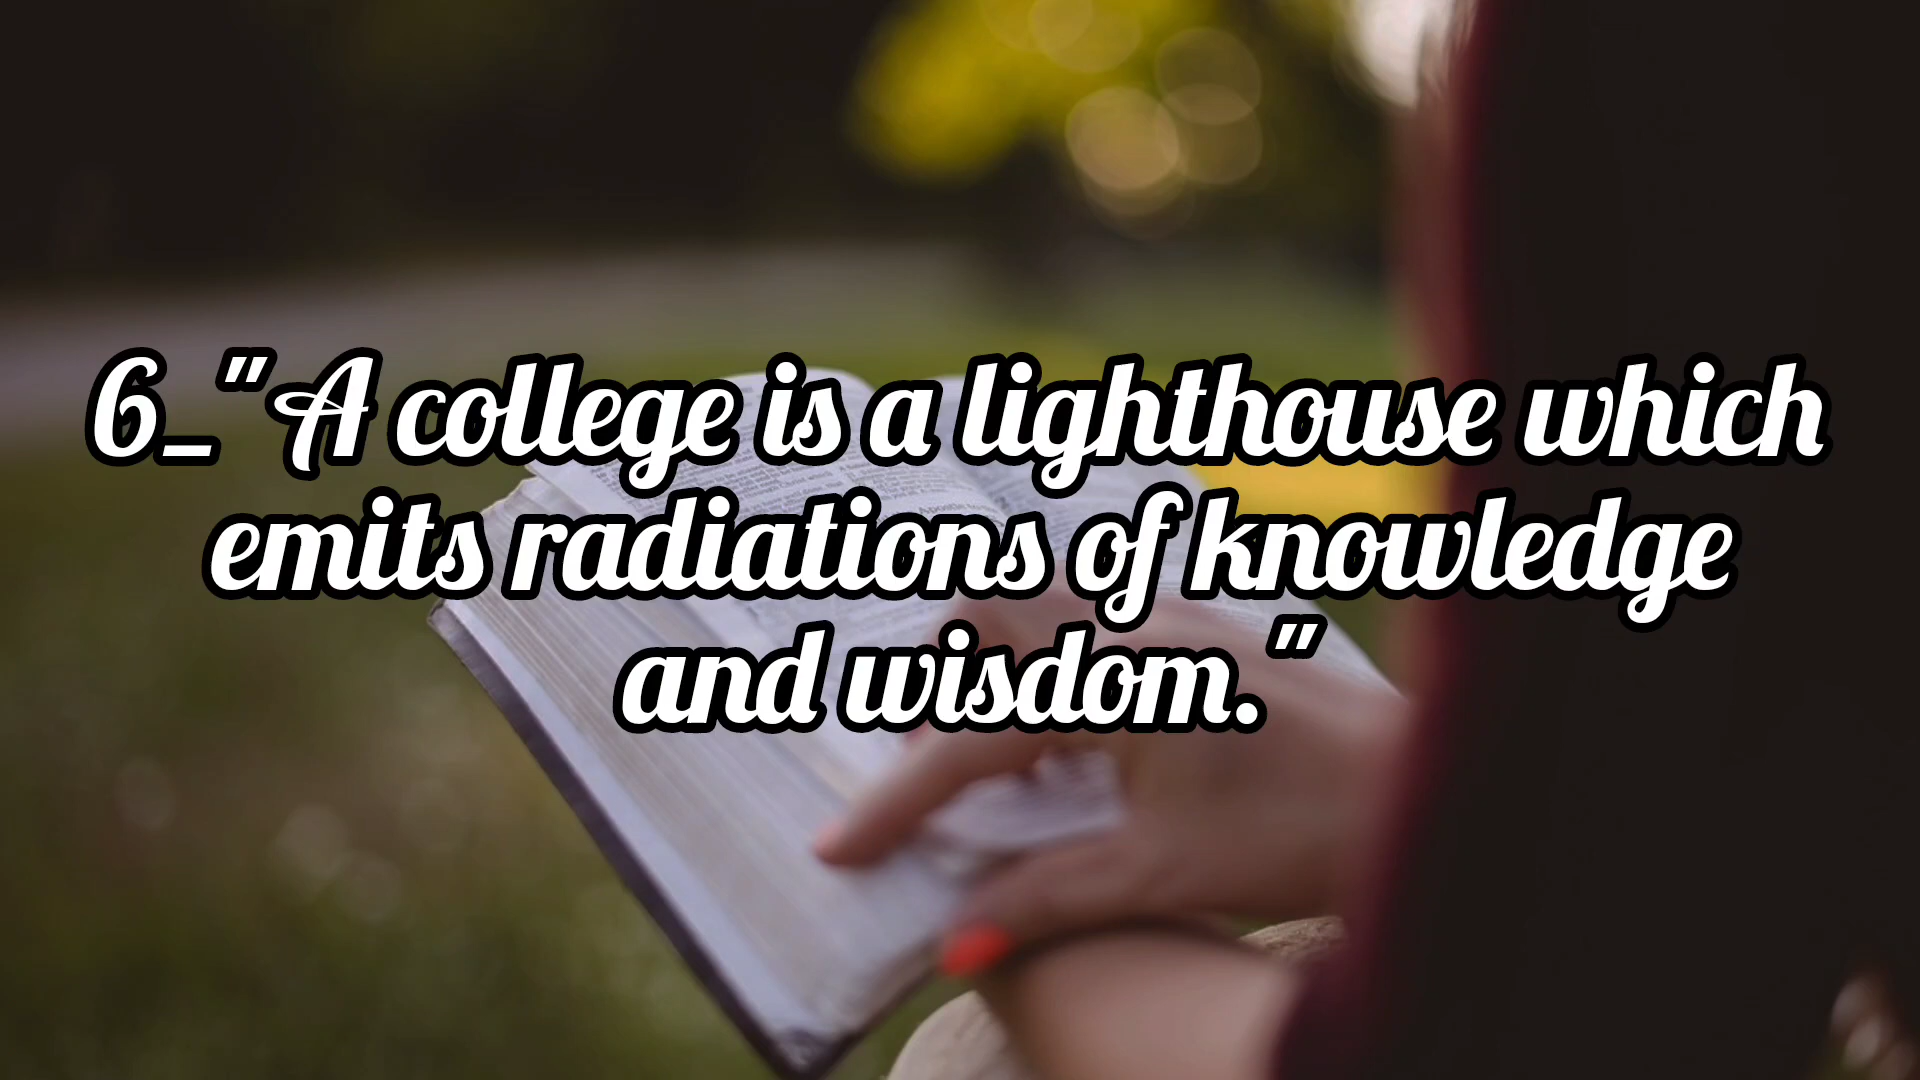 6_"A college is a lighthouse which
emits radiations of knowledge
and wisdom."